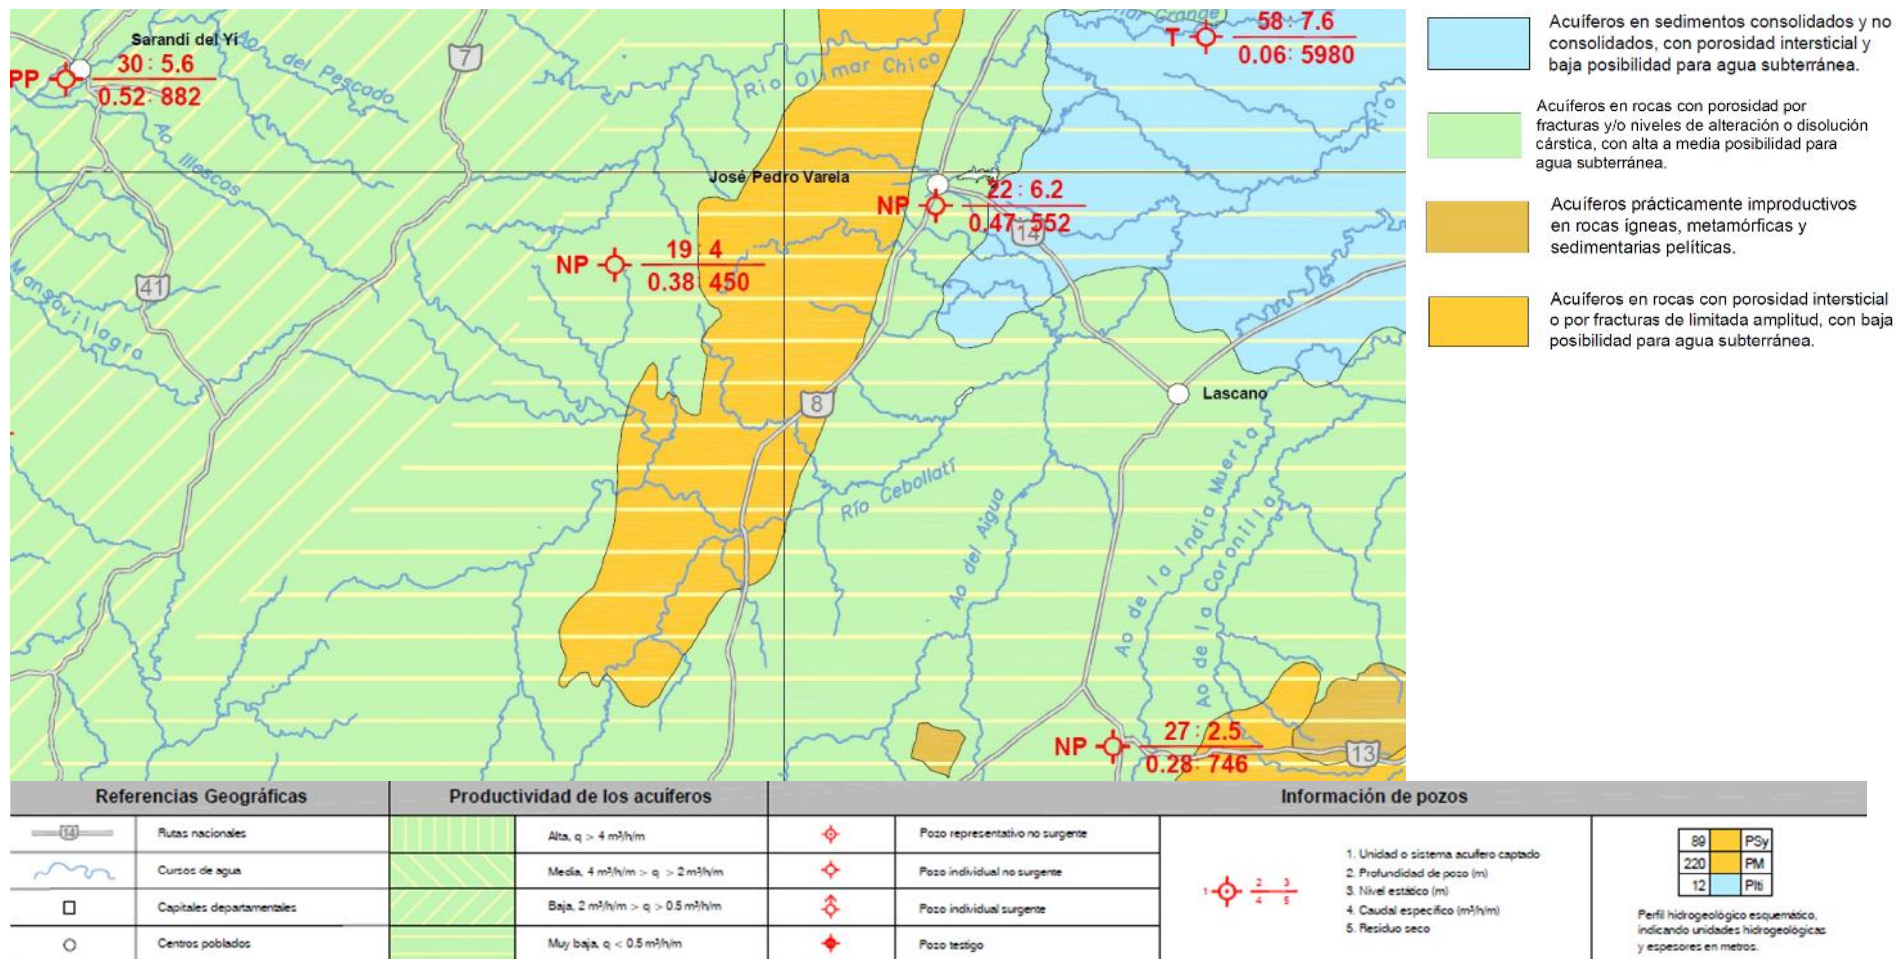 Sarandí del Yí
PP
30 : 5.6
0.52: 882
Ao del Pescado
Ao Illescos
7
41
Mansavillagra
Río Olimar Chico
Grande
T
58 : 7.6
0.06: 5980
Río
José Pedro Varela
NP
22 : 6.2
0.47: 552
14
NP
19 : 4
0.38: 450
8
Lascano
Río Cebollatí
Ao del Aigua
Ao de la India Muerta
Ao de la Coronilla
NP
27 : 2.5
0.28: 746
13
Acuíferos en sedimentos consolidados y no
consolidados, con porosidad intersticial y
baja posibilidad para agua subterránea.
Acuíferos en rocas con porosidad por
fracturas y/o niveles de alteración o disolución
cárstica, con alta a media posibilidad para
agua subterránea.
Acuíferos prácticamente improductivos
en rocas ígneas, metamórficas y
sedimentarias pelíticas.
Acuíferos en rocas con porosidad intersticial
o por fracturas de limitada amplitud, con baja
posibilidad para agua subterránea.
Referencias Geográficas
14
Rutas nacionales
Cursos de agua
Capitales departamentales
Centros poblados
Productividad de los acuíferos
Alta, q > 4 m³/h/m
Media, 4 m³/h/m > q > 2 m³/h/m
Baja, 2 m³/h/m > q > 0.5 m³/h/m
Muy baja, q < 0.5 m³/h/m
Información de pozos
Pozo representativo no surgente
Pozo individual no surgente
Pozo individual surgente
Pozo testigo
1
2 3
4 5
1. Unidad o sistema acuífero captado
2. Profundidad de pozo (m)
3. Nivel estático (m)
4. Caudal específico (m³/h/m)
5. Residuo seco
89 PSy
220 PM
12 Plti
Perfil hidrogeológico esquemático,
indicando unidades hidrogeológicas
y espesores en metros.